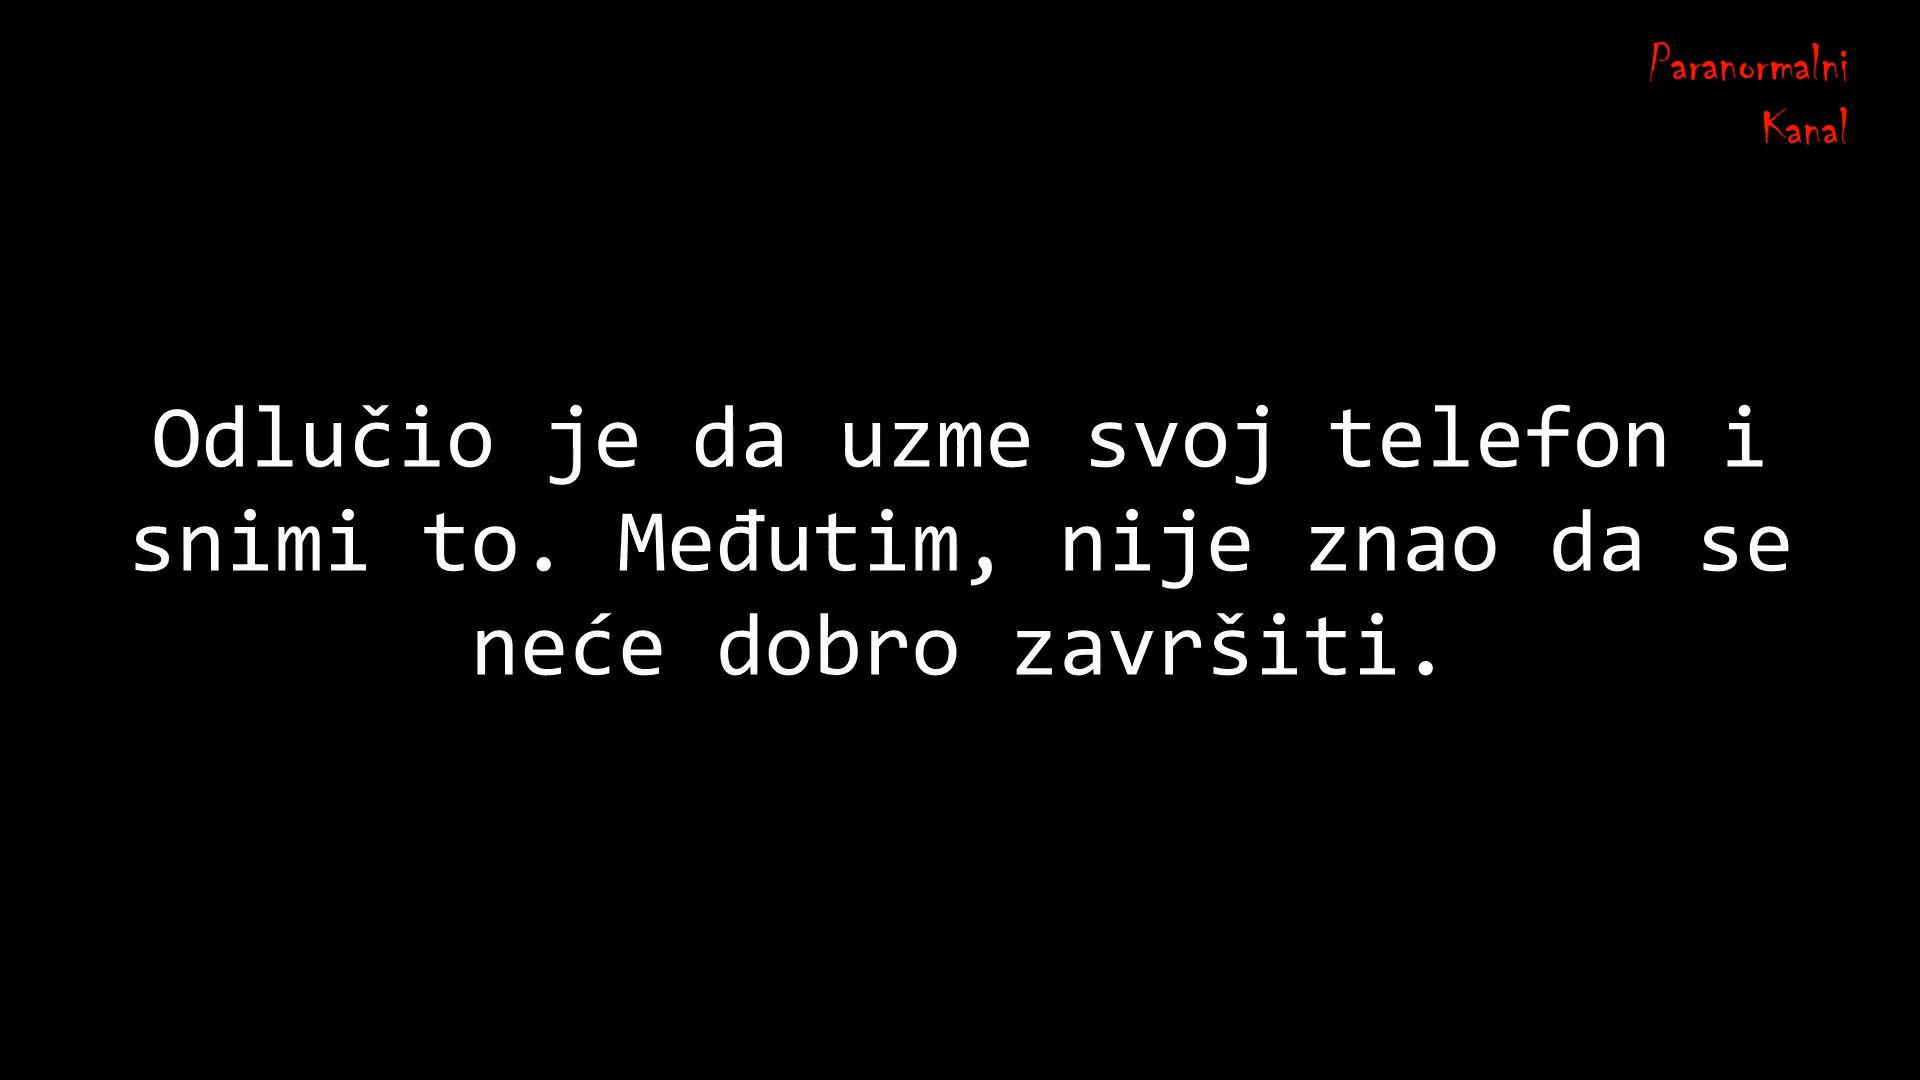 Paranormalni
Kanal
Odlučio je da uzme svoj telefon i
snimi to. Međutim, nije znao da se
neće dobro završiti.